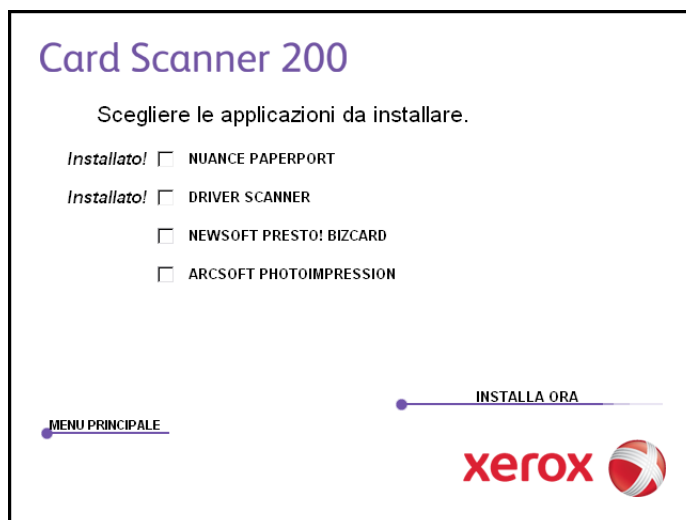 Card Scanner 200
Scegliere le applicazioni da installare.
Installato! NUANCE PAPERPORT
Installato! DRIVER SCANNER
NEWSOFT PRESTO! BIZCARD
ARCSOFT PHOTOIMPRESSION
INSTALLA ORA
MENU PRINCIPALE
xerox